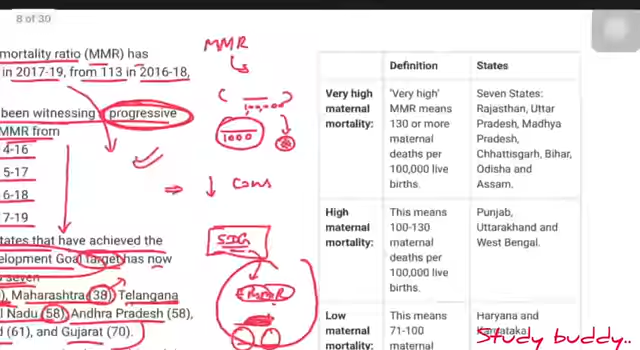 8 of 30
mortality ratio (MMR) has
in 2017-19, from 113 in 2016-18,
been witnessing progressive
MMR from
4-16
5-17
6-18
7-19
tates that have achieved the
elopment Goal target has now
seven
Maharashtra (38) Telangana
Nadu (58), Andhra Pradesh (58),
(61), and Gujarat (70).
MMR
100,000
1000
↓ Cons
SDG
MMR
Definition
States
Very high maternal mortality:
'Very high' MMR means 130 or more maternal deaths per 100,000 live births.
Seven States: Rajasthan, Uttar Pradesh, Madhya Pradesh, Chhattisgarh, Bihar, Odisha and Assam.
High maternal mortality:
This means 100-130 maternal deaths per 100,000 live births.
Punjab, Uttarakhand and West Bengal.
Low maternal
This means 71-100 maternal
Haryana and Karnataka
Study buddy..